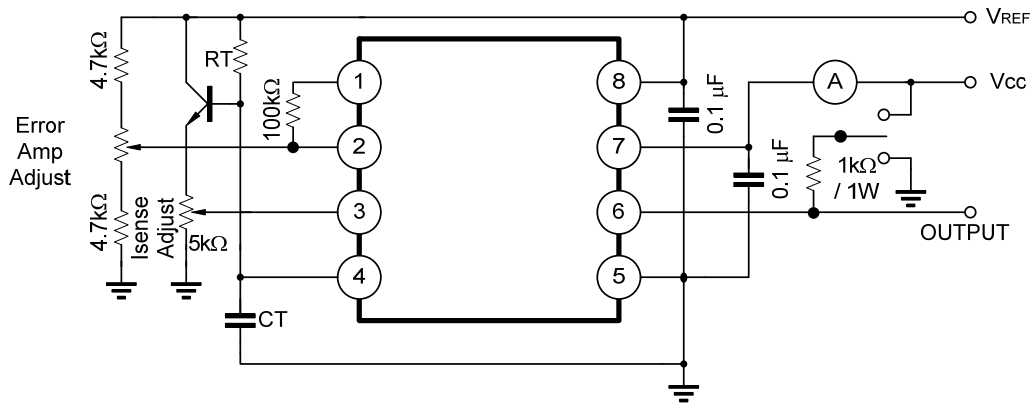 VREF
4.7kΩ
RT
1
8
A
Vcc
100kΩ
0.1 µF
Error
Amp
Adjust
2
7
0.1 µF
1kΩ
/ 1W
4.7kΩ
Isense
Adjust
5kΩ
3
6
OUTPUT
4
5
CT